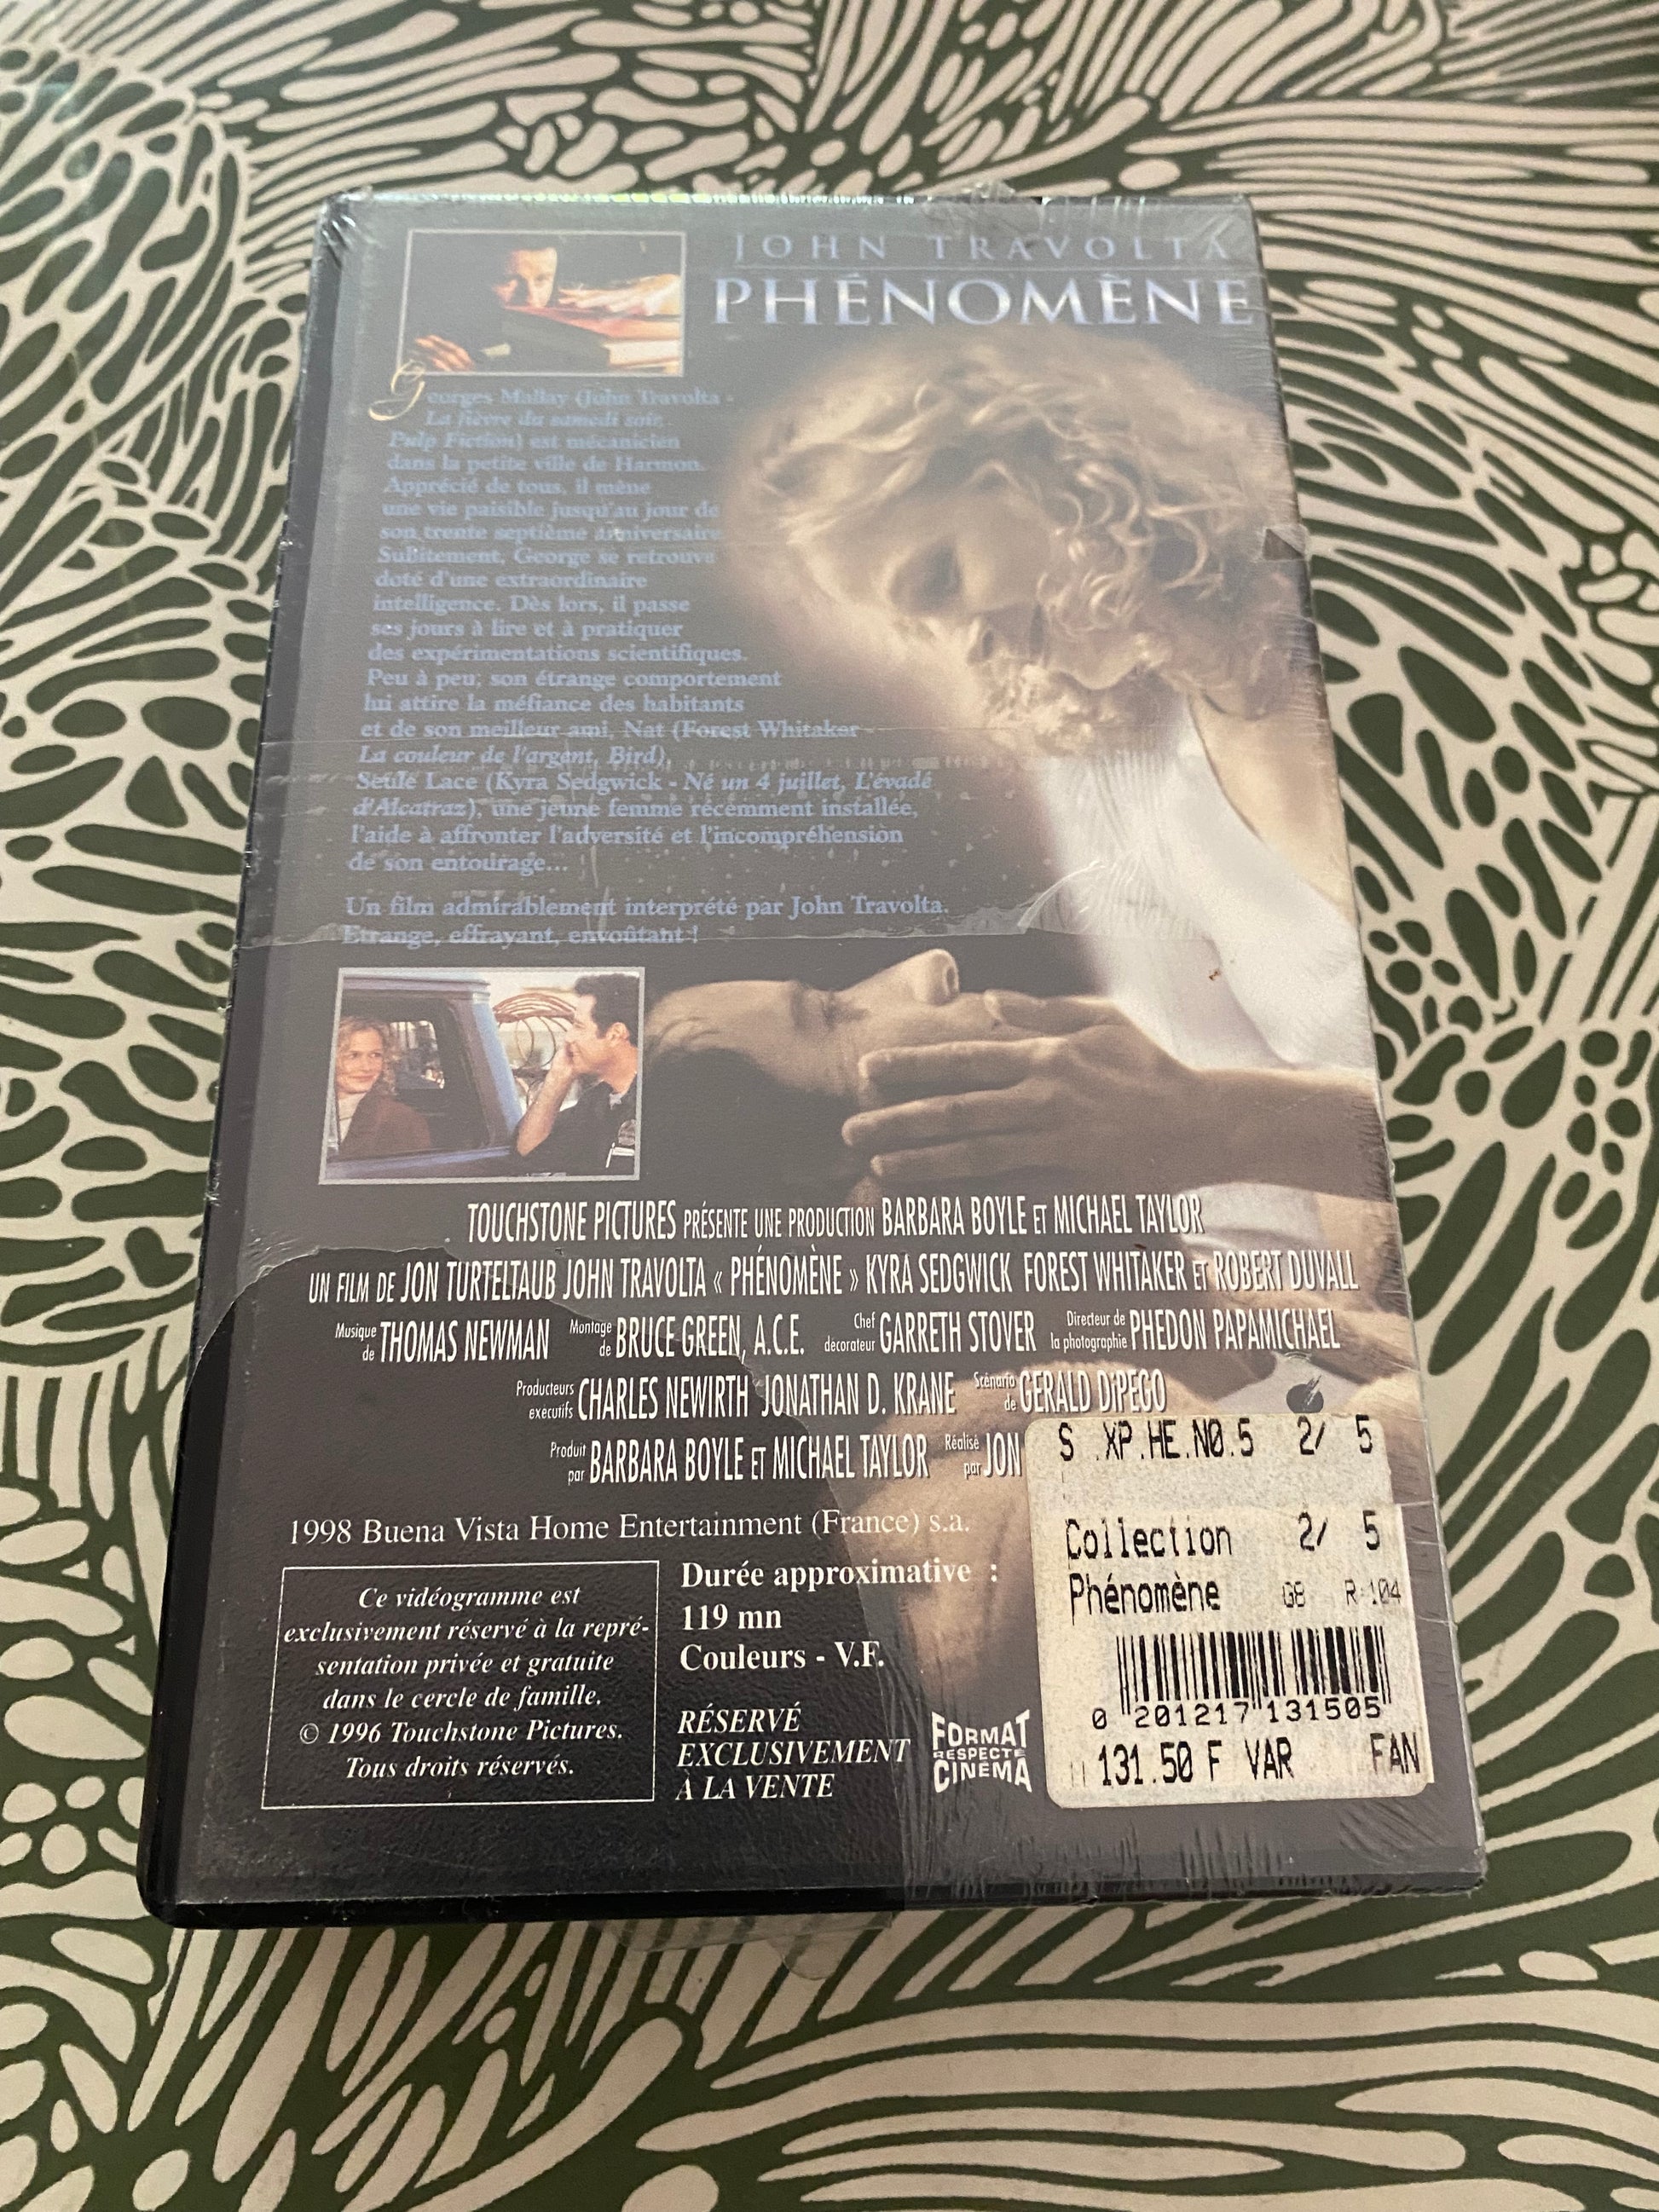 JOHN TRAVOLTA
PHÉNOMÈNE
Georges Mallay (John Travolta -
La fièvre du samedi soir,
Pulp Fiction) est mécanicien
dans la petite ville de Harmon.
Apprécié de tous, il mène
une vie paisible jusqu'au jour de
son trente septième anniversaire.
Subitement, George se retrouve
doté d'une extraordinaire
intelligence. Dès lors, il passe
ses jours à lire et à pratiquer
des expérimentations scientifiques.
Peu à peu, son étrange comportement
lui attire la méfiance des habitants
et de son meilleur ami, Nat (Forest Whitaker -
La couleur de l'argent, Bird).
Seule Lace (Kyra Sedgwick - Né un 4 juillet, L'évadé
d'Alcatraz), une jeune femme récemment installée,
l'aide à affronter l'adversité et l'incompréhension
de son entourage...
Un film admirablement interprété par John Travolta.
Etrange, effrayant, envoûtant !
TOUCHSTONE PICTURES PRÉSENTE UNE PRODUCTION BARBARA BOYLE ET MICHAEL TAYLOR
UN FILM DE JON TURTELTAUB JOHN TRAVOLTA « PHÉNOMÈNE » KYRA SEDGWICK FOREST WHITAKER ET ROBERT DUVALL
Musique de THOMAS NEWMAN Montage de BRUCE GREEN, A.C.E. Chef décorateur GARRETH STOVER Directeur de la photographie PHEDON PAPAMICHAEL
Producteurs exécutifs CHARLES NEWIRTH JONATHAN D. KRANE Scénario de GERALD DiPEGO
Produit par BARBARA BOYLE ET MICHAEL TAYLOR Réalisé par JON
1998 Buena Vista Home Entertainment (France) s.a.
Ce vidéogramme est
exclusivement réservé à la repré-
sentation privée et gratuite
dans le cercle de famille.
© 1996 Touchstone Pictures.
Tous droits réservés.
Durée approximative :
119 mn
Couleurs - V.F.
RÉSERVÉ
EXCLUSIVEMENT
A LA VENTE
FORMAT
RESPECTE
CINEMA
S .XP.HE.N0.5 2/ 5
Collection 2/ 5
Phénomène GB R-104
0 201217 131505
131.50 F VAR FAN